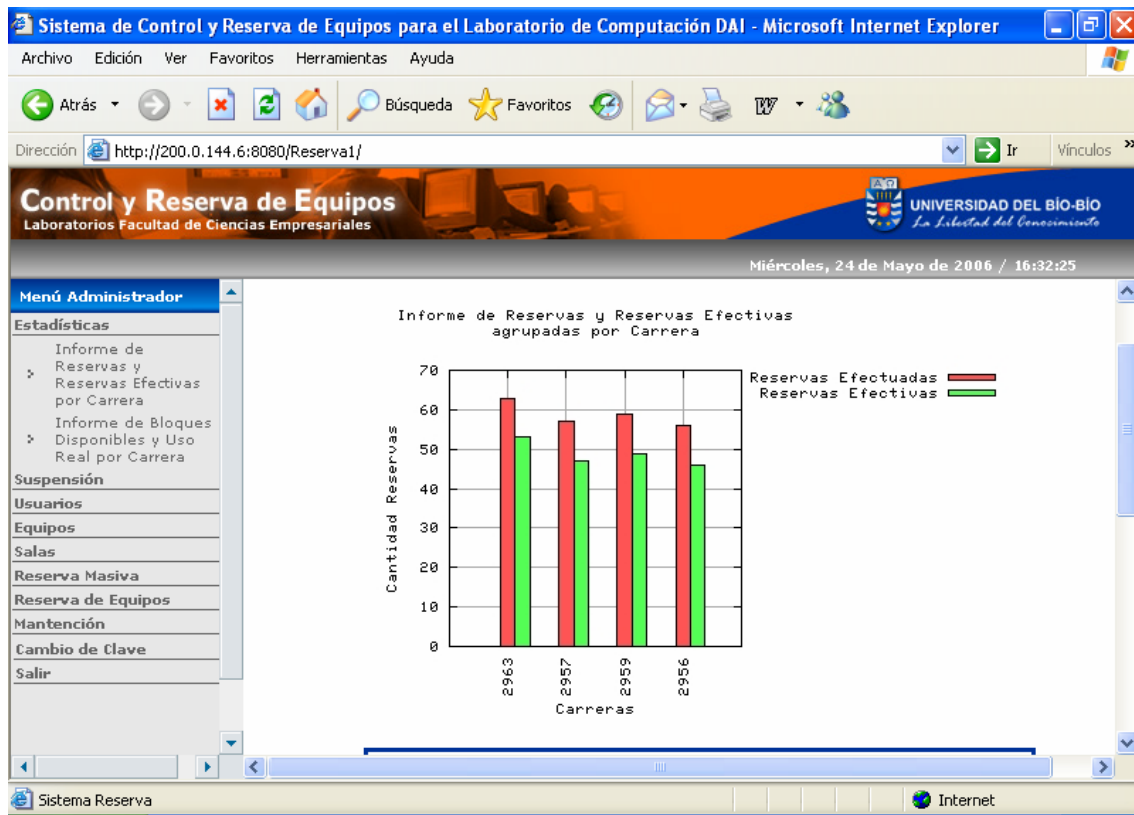 Sistema de Control y Reserva de Equipos para el Laboratorio de Computación DAI - Microsoft Internet Explorer
Archivo Edición Ver Favoritos Herramientas Ayuda
Atrás Búsqueda Favoritos
Dirección http://200.0.144.6:8080/Reserva1/ Ir Vínculos »
Control y Reserva de Equipos
Laboratorios Facultad de Ciencias Empresariales
UNIVERSIDAD DEL BÍO-BÍO
La Libertad del Conocimiento
Miércoles, 24 de Mayo de 2006 / 16:32:25
Menú Administrador
Estadísticas
Informe de
Reservas y
Reservas Efectivas
por Carrera
Informe de Bloques
Disponibles y Uso
Real por Carrera
Suspensión
Usuarios
Equipos
Salas
Reserva Masiva
Reserva de Equipos
Mantención
Cambio de Clave
Salir
Informe de Reservas y Reservas Efectivas
agrupadas por Carrera
Reservas Efectuadas
Reservas Efectivas
Cantidad Reservas
70
60
50
40
30
20
10
0
2963
2957
2959
2956
Carreras
Sistema Reserva
Internet